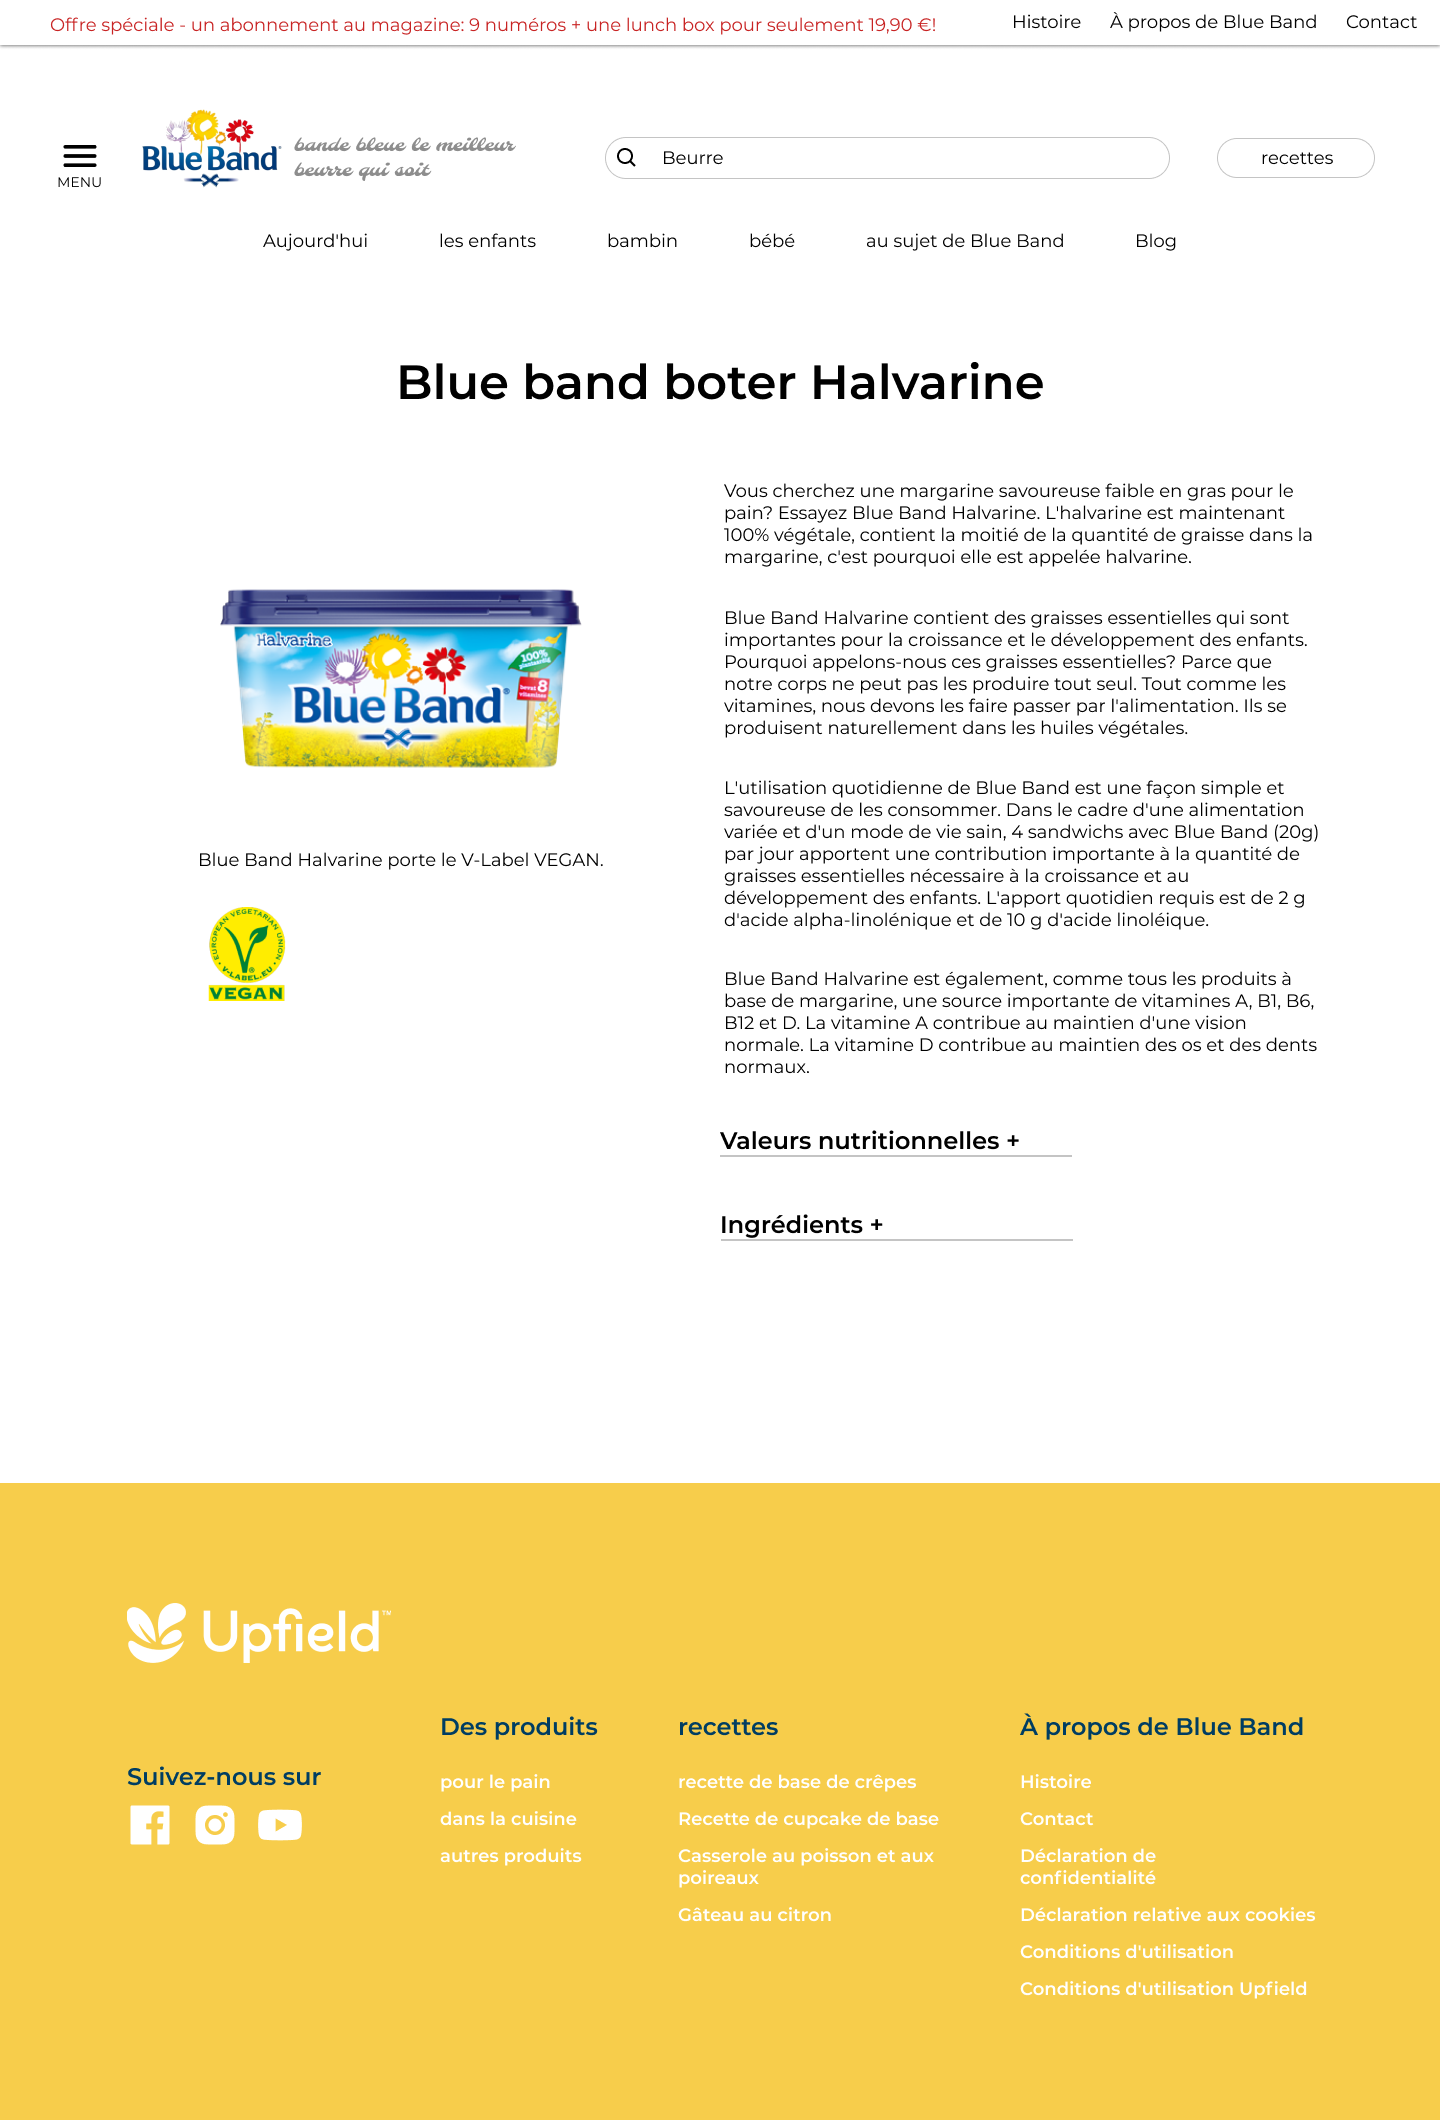 Offre spéciale - un abonnement au magazine: 9 numéros + une lunch box pour seulement 19,90 €!
Histoire
À propos de Blue Band
Contact
MENU
Blue Band
bande bleue le meilleur
beurre qui soit
Beurre
recettes
Aujourd'hui
les enfants
bambin
bébé
au sujet de Blue Band
Blog
Blue band boter Halvarine
Halvarine
100%
plantaardig
bevat 8
vitamines
Blue Band®
Blue Band Halvarine porte le V-Label VEGAN.
EUROPEAN VEGETARIAN UNION
V-LABEL.EU
VEGAN
Vous cherchez une margarine savoureuse faible en gras pour le
pain? Essayez Blue Band Halvarine. L'halvarine est maintenant
100% végétale, contient la moitié de la quantité de graisse dans la
margarine, c'est pourquoi elle est appelée halvarine.
Blue Band Halvarine contient des graisses essentielles qui sont
importantes pour la croissance et le développement des enfants.
Pourquoi appelons-nous ces graisses essentielles? Parce que
notre corps ne peut pas les produire tout seul. Tout comme les
vitamines, nous devons les faire passer par l'alimentation. Ils se
produisent naturellement dans les huiles végétales.
L'utilisation quotidienne de Blue Band est une façon simple et
savoureuse de les consommer. Dans le cadre d'une alimentation
variée et d'un mode de vie sain, 4 sandwichs avec Blue Band (20g)
par jour apportent une contribution importante à la quantité de
graisses essentielles nécessaire à la croissance et au
développement des enfants. L'apport quotidien requis est de 2 g
d'acide alpha-linolénique et de 10 g d'acide linoléique.
Blue Band Halvarine est également, comme tous les produits à
base de margarine, une source importante de vitamines A, B1, B6,
B12 et D. La vitamine A contribue au maintien d'une vision
normale. La vitamine D contribue au maintien des os et des dents
normaux.
Valeurs nutritionnelles +
Ingrédients +
Upfield™
Suivez-nous sur
Des produits
pour le pain
dans la cuisine
autres produits
recettes
recette de base de crêpes
Recette de cupcake de base
Casserole au poisson et aux
poireaux
Gâteau au citron
À propos de Blue Band
Histoire
Contact
Déclaration de
confidentialité
Déclaration relative aux cookies
Conditions d'utilisation
Conditions d'utilisation Upfield